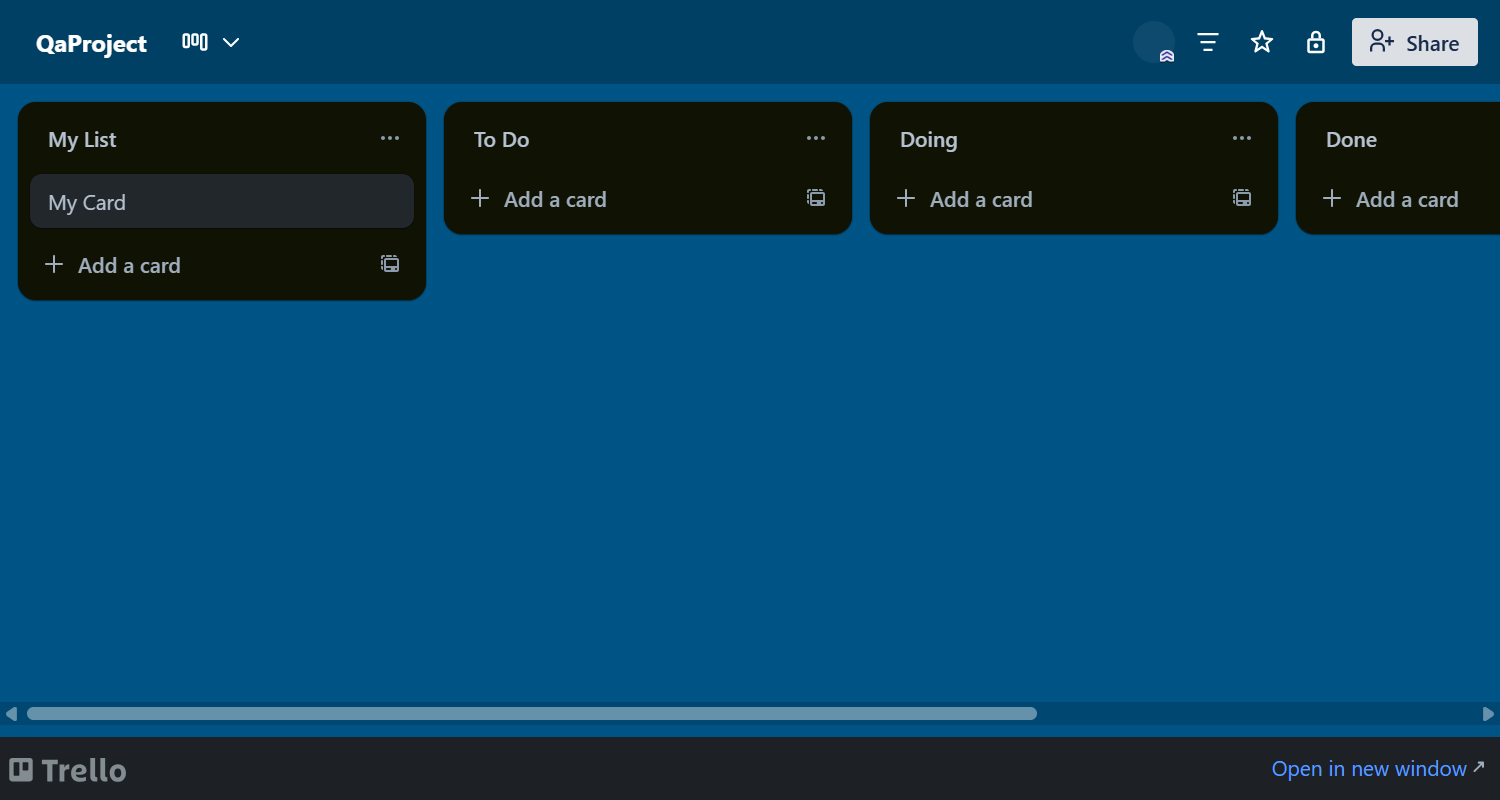 QaProject
Share
My List
My Card
Add a card
To Do
Add a card
Doing
Add a card
Done
Add a card
Trello
Open in new window